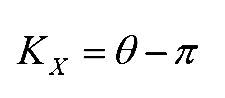 K_X = θ − π